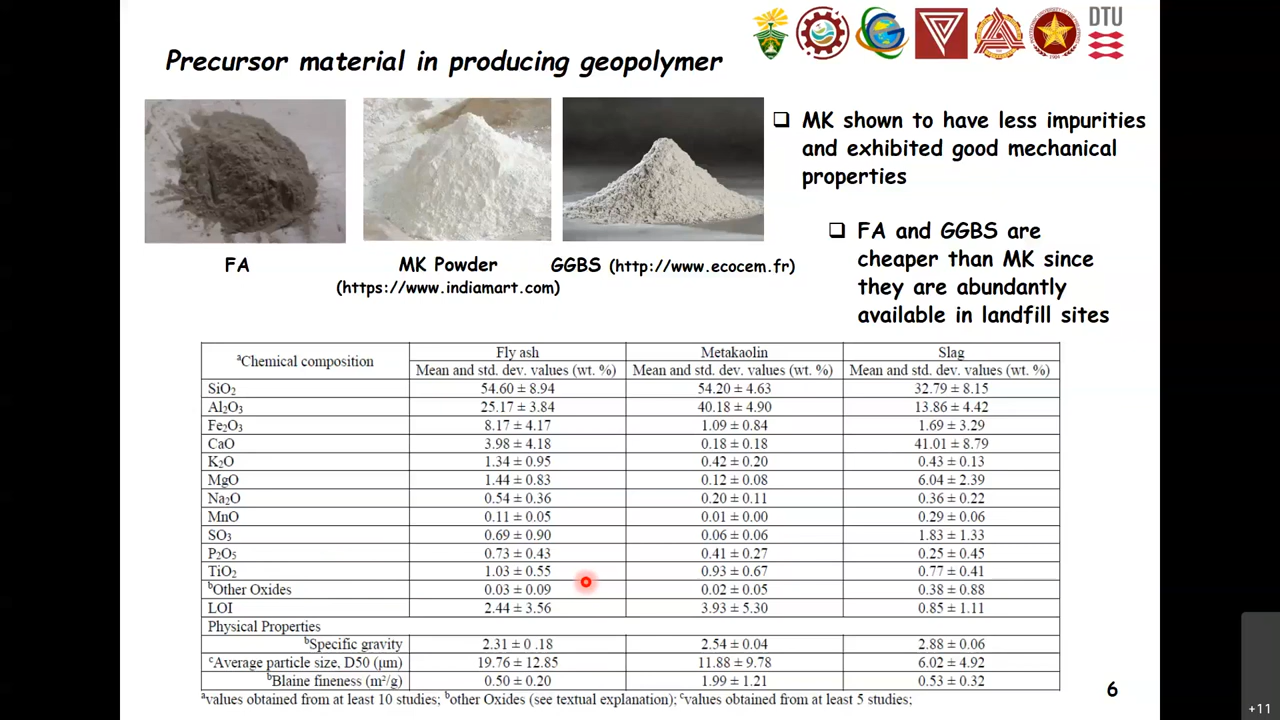 DTU
Precursor material in producing geopolymer
❑ MK shown to have less impurities
and exhibited good mechanical
properties
❑ FA and GGBS are
cheaper than MK since
they are abundantly
available in landfill sites
FA
MK Powder
(https://www.indiamart.com)
GGBS (http://www.ecocem.fr)
aChemical composition Fly ash Metakaolin Slag
Mean and std. dev. values (wt. %) Mean and std. dev. values (wt. %) Mean and std. dev. values (wt. %)
SiO2 54.60 ± 8.94 54.20 ± 4.63 32.79 ± 8.15
Al2O3 25.17 ± 3.84 40.18 ± 4.90 13.86 ± 4.42
Fe2O3 8.17 ± 4.17 1.09 ± 0.84 1.69 ± 3.29
CaO 3.98 ± 4.18 0.18 ± 0.18 41.01 ± 8.79
K2O 1.34 ± 0.95 0.42 ± 0.20 0.43 ± 0.13
MgO 1.44 ± 0.83 0.12 ± 0.08 6.04 ± 2.39
Na2O 0.54 ± 0.36 0.20 ± 0.11 0.36 ± 0.22
MnO 0.11 ± 0.05 0.01 ± 0.00 0.29 ± 0.06
SO3 0.69 ± 0.90 0.06 ± 0.06 1.83 ± 1.33
P2O5 0.73 ± 0.43 0.41 ± 0.27 0.25 ± 0.45
TiO2 1.03 ± 0.55 0.93 ± 0.67 0.77 ± 0.41
bOther Oxides 0.03 ± 0.09 0.02 ± 0.05 0.38 ± 0.88
LOI 2.44 ± 3.56 3.93 ± 5.30 0.85 ± 1.11
Physical Properties
bSpecific gravity 2.31 ± 0 .18 2.54 ± 0.04 2.88 ± 0.06
cAverage particle size, D50 (μm) 19.76 ± 12.85 11.88 ± 9.78 6.02 ± 4.92
bBlaine fineness (m²/g) 0.50 ± 0.20 1.99 ± 1.21 0.53 ± 0.32
avalues obtained from at least 10 studies; bother Oxides (see textual explanation); cvalues obtained from at least 5 studies;
6
+11